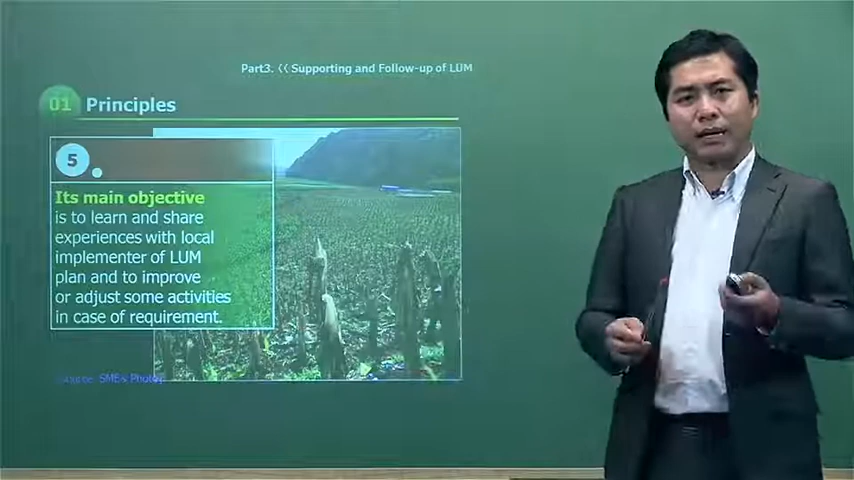 Part3. 《 Supporting and Follow-up of LUM
01 Principles
5
Its main objective
is to learn and share
experiences with local
implementer of LUM
plan and to improve
or adjust some activities
in case of requirement.
SMEs Photo